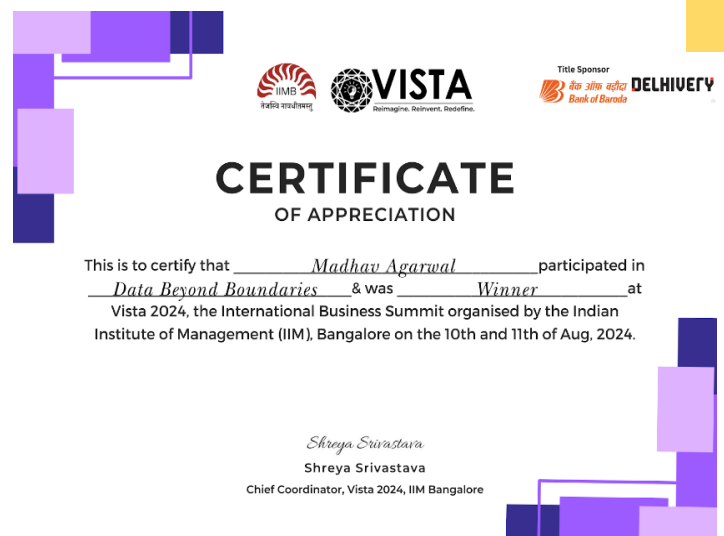 IIMB
तेजस्वि नावधीतमस्तु
VISTA
Reimagine. Reinvent. Redefine.
Title Sponsor
बैंक ऑफ़ बड़ौदा
Bank of Baroda
DELHIVERY
CERTIFICATE
OF APPRECIATION
This is to certify that Madhav Agarwal participated in
Data Beyond Boundaries & was Winner at
Vista 2024, the International Business Summit organised by the Indian
Institute of Management (IIM), Bangalore on the 10th and 11th of Aug, 2024.
Shreya Srivastava
Shreya Srivastava
Chief Coordinator, Vista 2024, IIM Bangalore